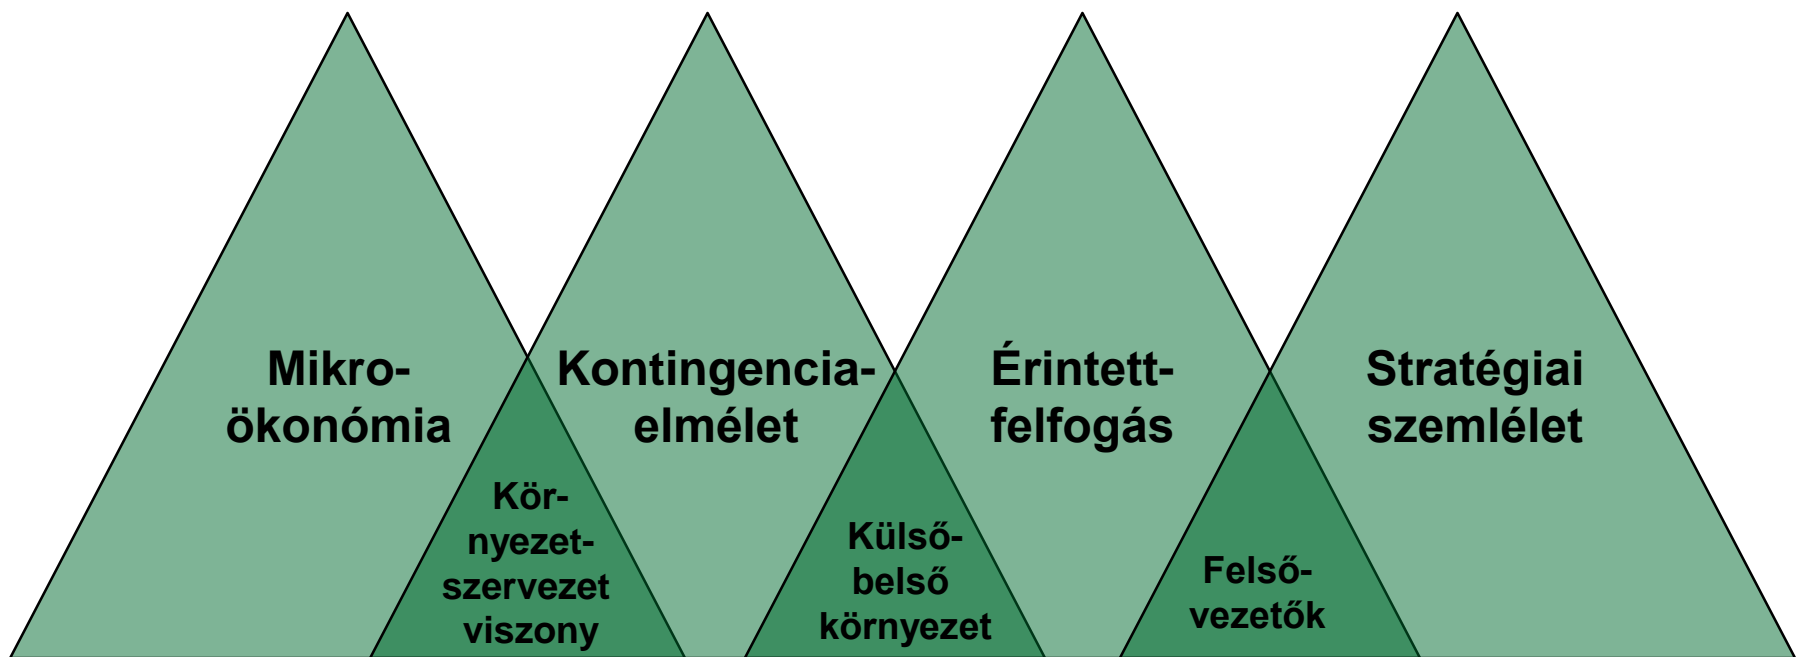 Mikro-
ökonómia
Kontingencia-
elmélet
Érintett-
felfogás
Stratégiai
szemlélet
Kör-
nyezet-
szervezet
viszony
Külső-
belső
környezet
Felső-
vezetők